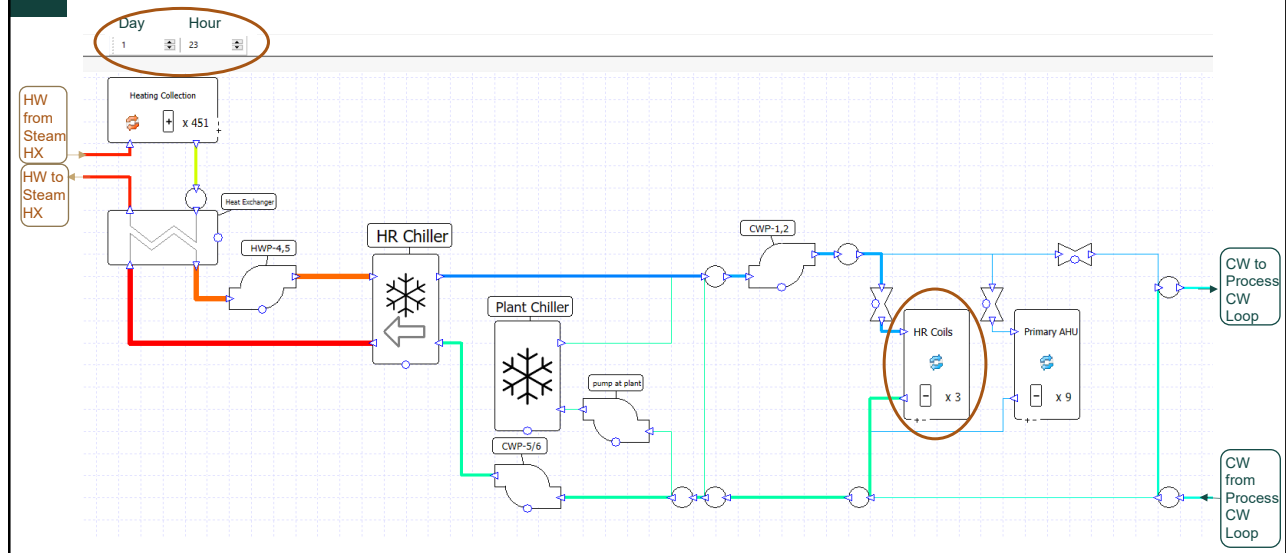 Day Hour
1 23
Heating Collection
+ x 451
+
HW
from
Steam
HX
HW to
Steam
HX
Heat Exchanger
HWP-4,5
HR Chiller
CWP-1,2
CW to
Process
CW
Loop
Plant Chiller
HR Coils
Primary AHU
pump at plant
- x 3
- x 9
+ -
+ -
CWP-5/6
CW
from
Process
CW
Loop